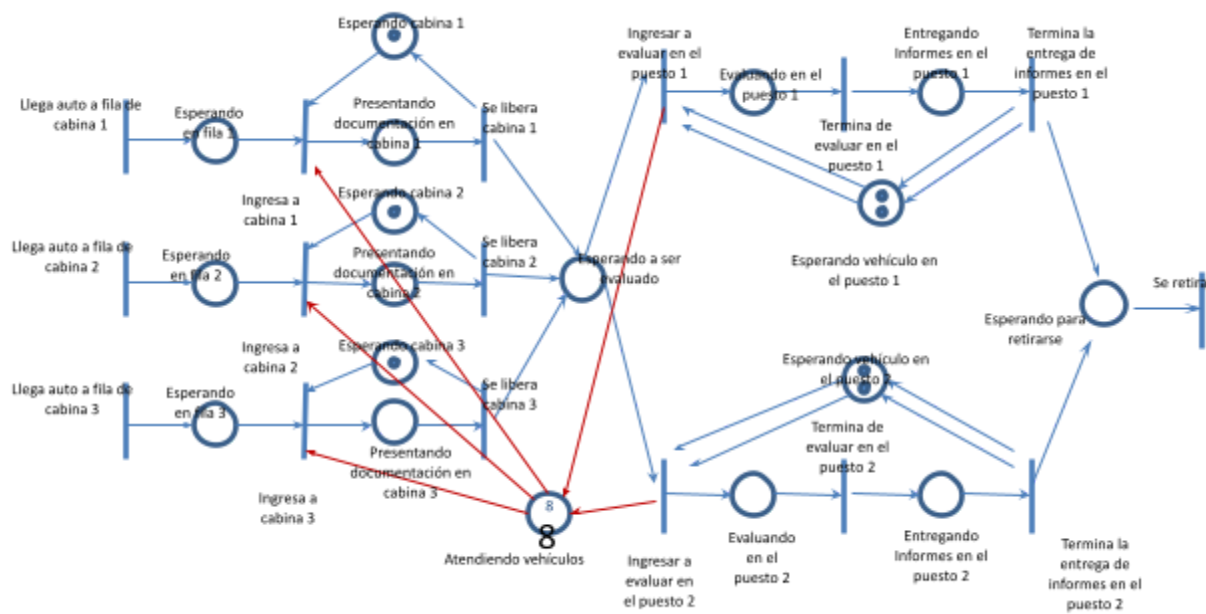 Esperando cabina 1
Llega auto a fila de
cabina 1
Esperando
en fila 1
Presentando
documentación en
cabina 1
Se libera
cabina 1
Ingresa a
cabina 1
Esperando cabina 2
Llega auto a fila de
cabina 2
Esperando
en fila 2
Presentando
documentación en
cabina 2
Se libera
cabina 2
Ingresa a
cabina 2
Esperando cabina 3
Llega auto a fila de
cabina 3
Esperando
en fila 3
Se libera
cabina 3
Presentando
documentación en
cabina 3
Ingresa a
cabina 3
8
8
Atendiendo vehículos
Esperando a ser
evaluado
Ingresar a
evaluar en el
puesto 1
Evaluando en el
puesto 1
Entregando
Informes en el
puesto 1
Termina la
entrega de
informes en el
puesto 1
Termina de
evaluar en el
puesto 1
Esperando vehículo en
el puesto 1
Se retira
Esperando para
retirarse
Esperando vehículo en
el puesto 2
Termina de
evaluar en el
puesto 2
Ingresar a
evaluar en
el puesto 2
Evaluando
en el
puesto 2
Entregando
Informes en el
puesto 2
Termina la
entrega de
informes en el
puesto 2